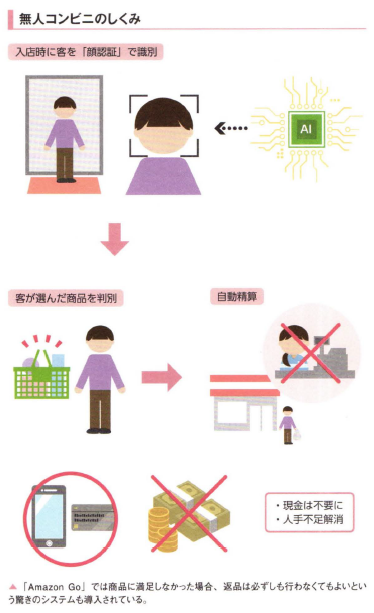 無人コンビニのしくみ
入店時に客を「顔認証」で識別
AI
客が選んだ商品を判別
自動精算
・現金は不要に
・人手不足解消
▲「Amazon Go」では商品に満足しなかった場合、返品は必ずしも行わなくてもよいとい
う驚きのシステムも導入されている。